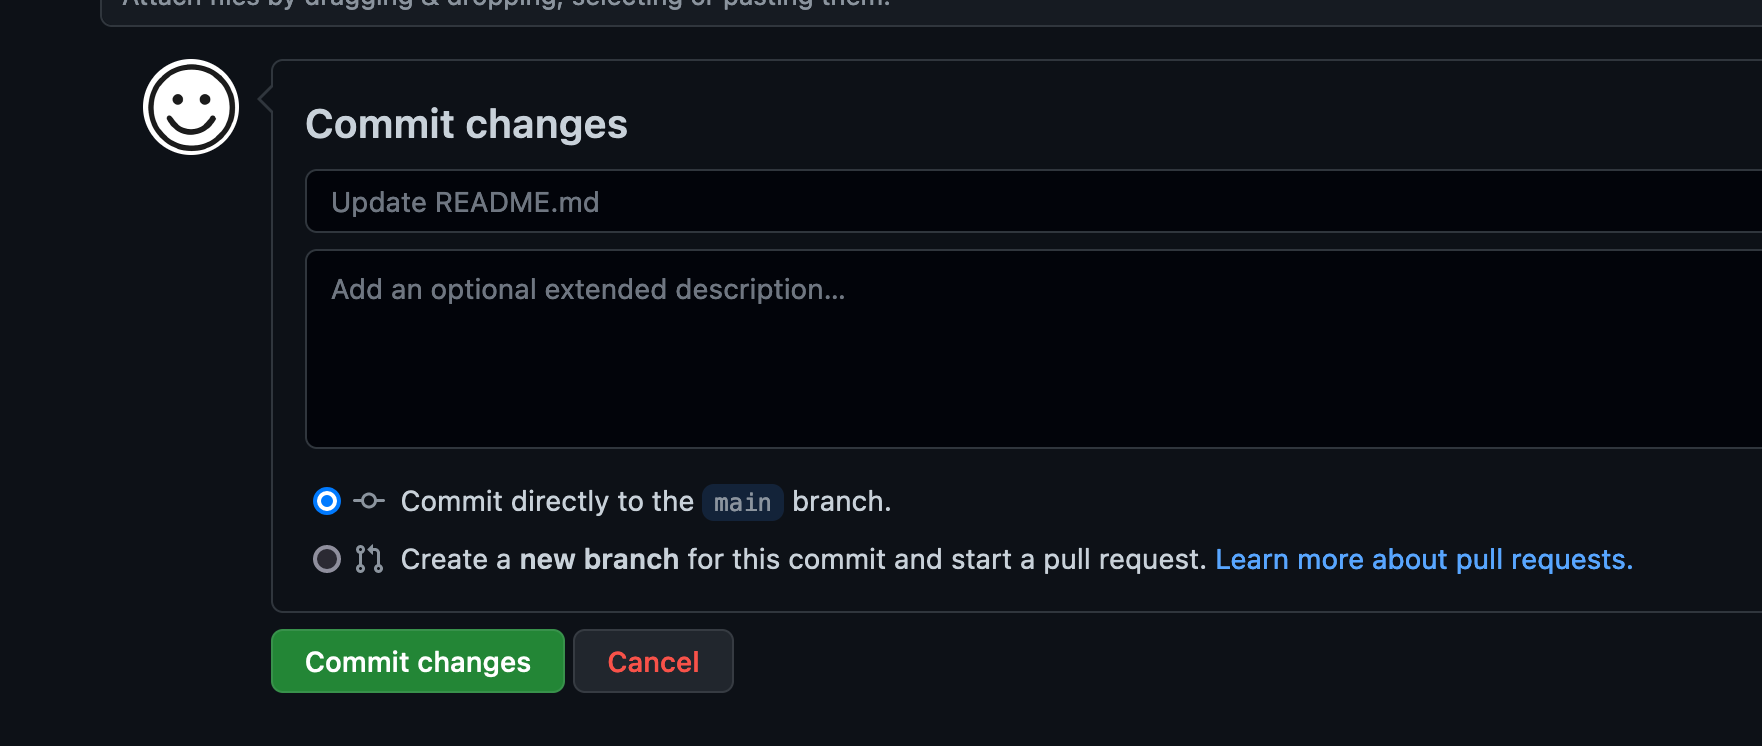 Attach files by dragging & dropping, selecting or pasting them.
Commit changes
Update README.md
Add an optional extended description...
Commit directly to the main branch.
Create a new branch for this commit and start a pull request. Learn more about pull requests.
Commit changes
Cancel